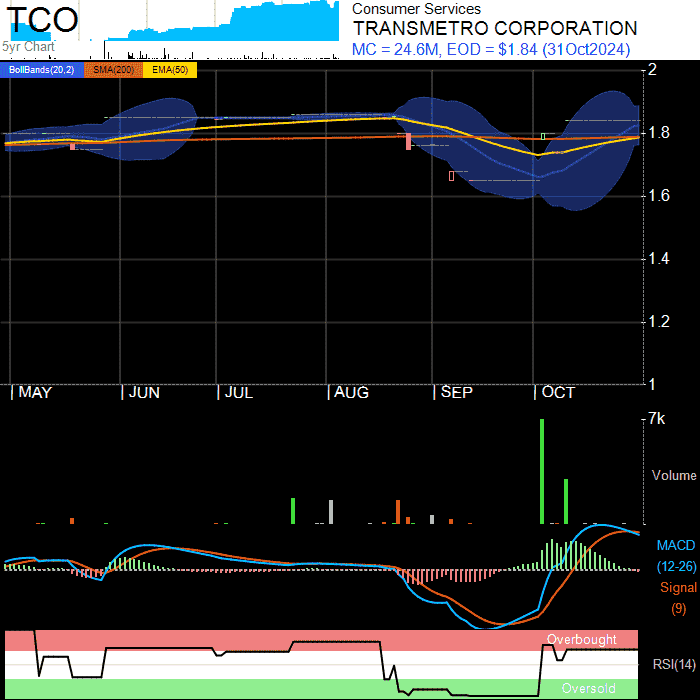 TCO
5yr Chart
Consumer Services
TRANSMETRO CORPORATION
MC = 24.6M, EOD = $1.84 (31Oct2024)
BollBands(20,2) SMA(200) EMA(50)
2
1.8
1.6
1.4
1.2
1
MAY JUN JUL AUG SEP OCT
7k
Volume
MACD
(12-26)
Signal
(9)
Overbought
RSI(14)
Oversold